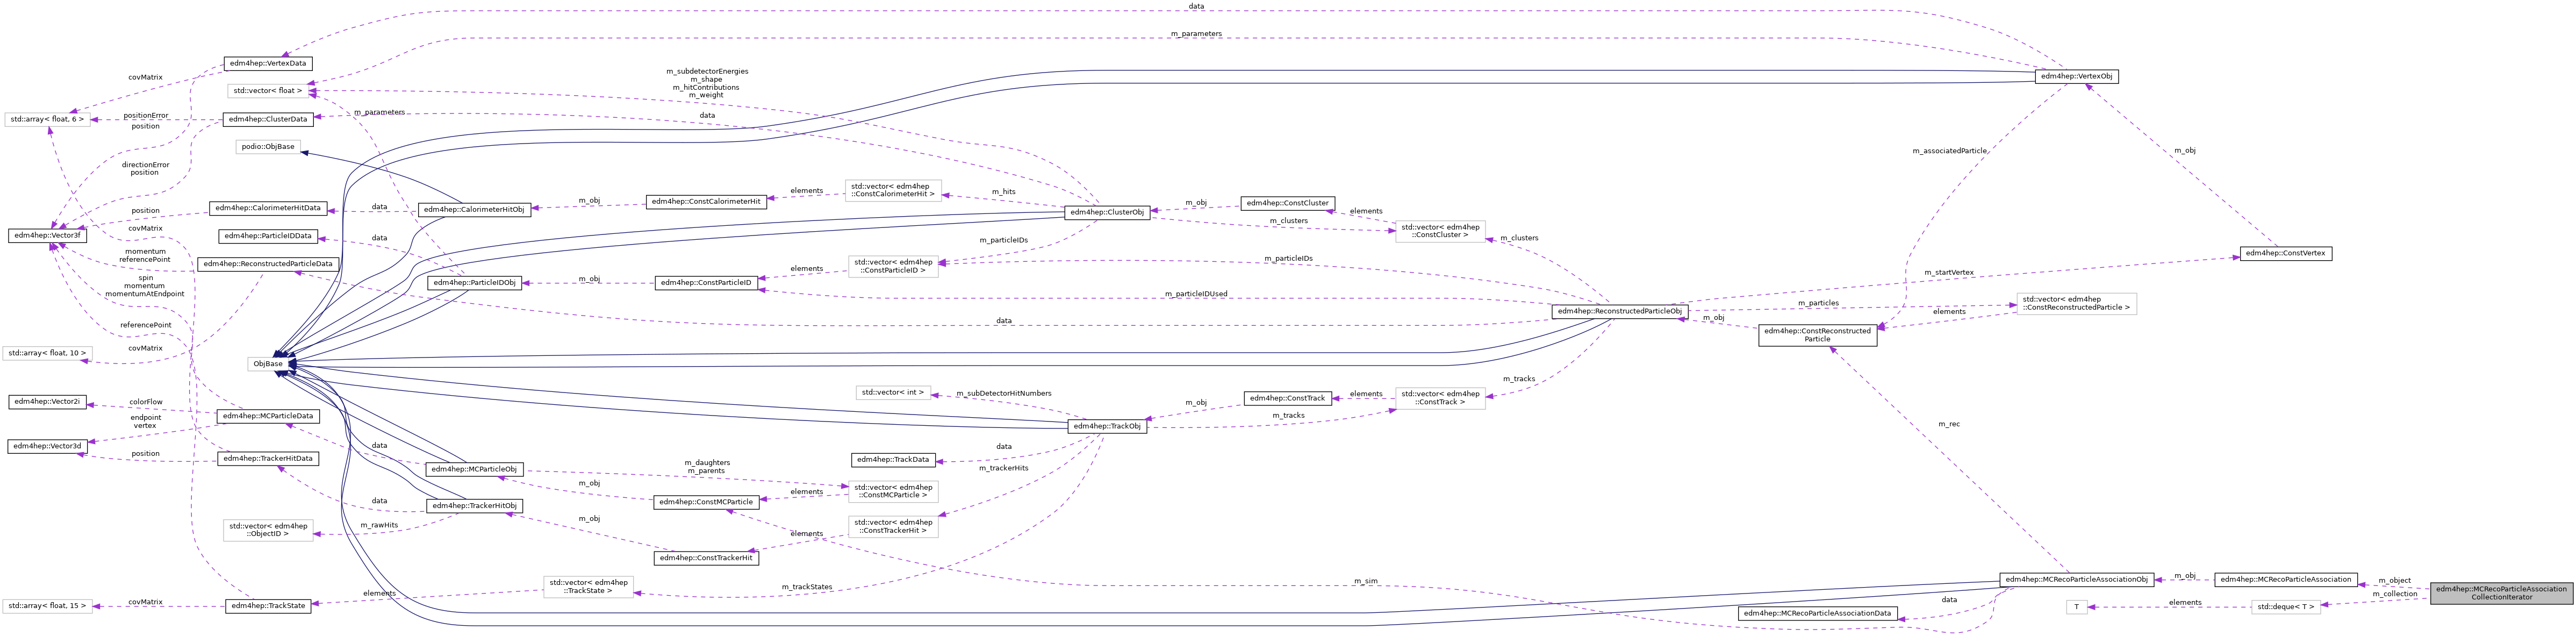 data
m_parameters
edm4hep::VertexData
covMatrix
std::vector< float >
m_subdetectorEnergies
m_shape
m_hitContributions
m_weight
edm4hep::VertexObj
std::array< float, 6 >
positionError
position
edm4hep::ClusterData
m_parameters
data
podio::ObjBase
directionError
position
m_associatedParticle
m_obj
edm4hep::CalorimeterHitData
position
data
edm4hep::CalorimeterHitObj
m_obj
edm4hep::ConstCalorimeterHit
elements
std::vector< edm4hep
::ConstCalorimeterHit >
m_hits
edm4hep::ClusterObj
m_obj
edm4hep::ConstCluster
elements
m_clusters
std::vector< edm4hep
::ConstCluster >
m_clusters
covMatrix
edm4hep::Vector3f
edm4hep::ParticleIDData
data
m_particleIDs
momentum
referencePoint
edm4hep::ReconstructedParticleData
edm4hep::ConstVertex
m_particleIDs
elements
std::vector< edm4hep
::ConstParticleID >
m_startVertex
spin
momentum
momentumAtEndpoint
edm4hep::ParticleIDObj
m_obj
edm4hep::ConstParticleID
m_particleIDUsed
m_particles
std::vector< edm4hep
::ConstReconstructedParticle >
edm4hep::ReconstructedParticleObj
elements
m_obj
data
referencePoint
edm4hep::ConstReconstructed
Particle
std::array< float, 10 >
covMatrix
ObjBase
m_tracks
edm4hep::Vector2i
colorFlow
std::vector< int >
m_subDetectorHitNumbers
edm4hep::ConstTrack
elements
std::vector< edm4hep
::ConstTrack >
m_obj
edm4hep::MCParticleData
endpoint
vertex
m_tracks
edm4hep::TrackObj
m_rec
edm4hep::Vector3d
position
edm4hep::TrackerHitData
data
data
edm4hep::TrackData
m_trackerHits
edm4hep::MCParticleObj
m_daughters
m_parents
m_obj
edm4hep::ConstMCParticle
elements
std::vector< edm4hep
::ConstMCParticle >
data
edm4hep::TrackerHitObj
m_rawHits
std::vector< edm4hep
::ObjectID >
m_obj
std::vector< edm4hep
::ConstTrackerHit >
elements
edm4hep::ConstTrackerHit
std::vector< edm4hep
::TrackState >
m_trackStates
m_sim
elements
edm4hep::MCRecoParticleAssociationObj
m_obj
edm4hep::MCRecoParticleAssociation
m_object
edm4hep::MCRecoParticleAssociation
CollectionIterator
m_collection
std::array< float, 15 >
covMatrix
edm4hep::TrackState
data
edm4hep::MCRecoParticleAssociationData
T
elements
std::deque< T >